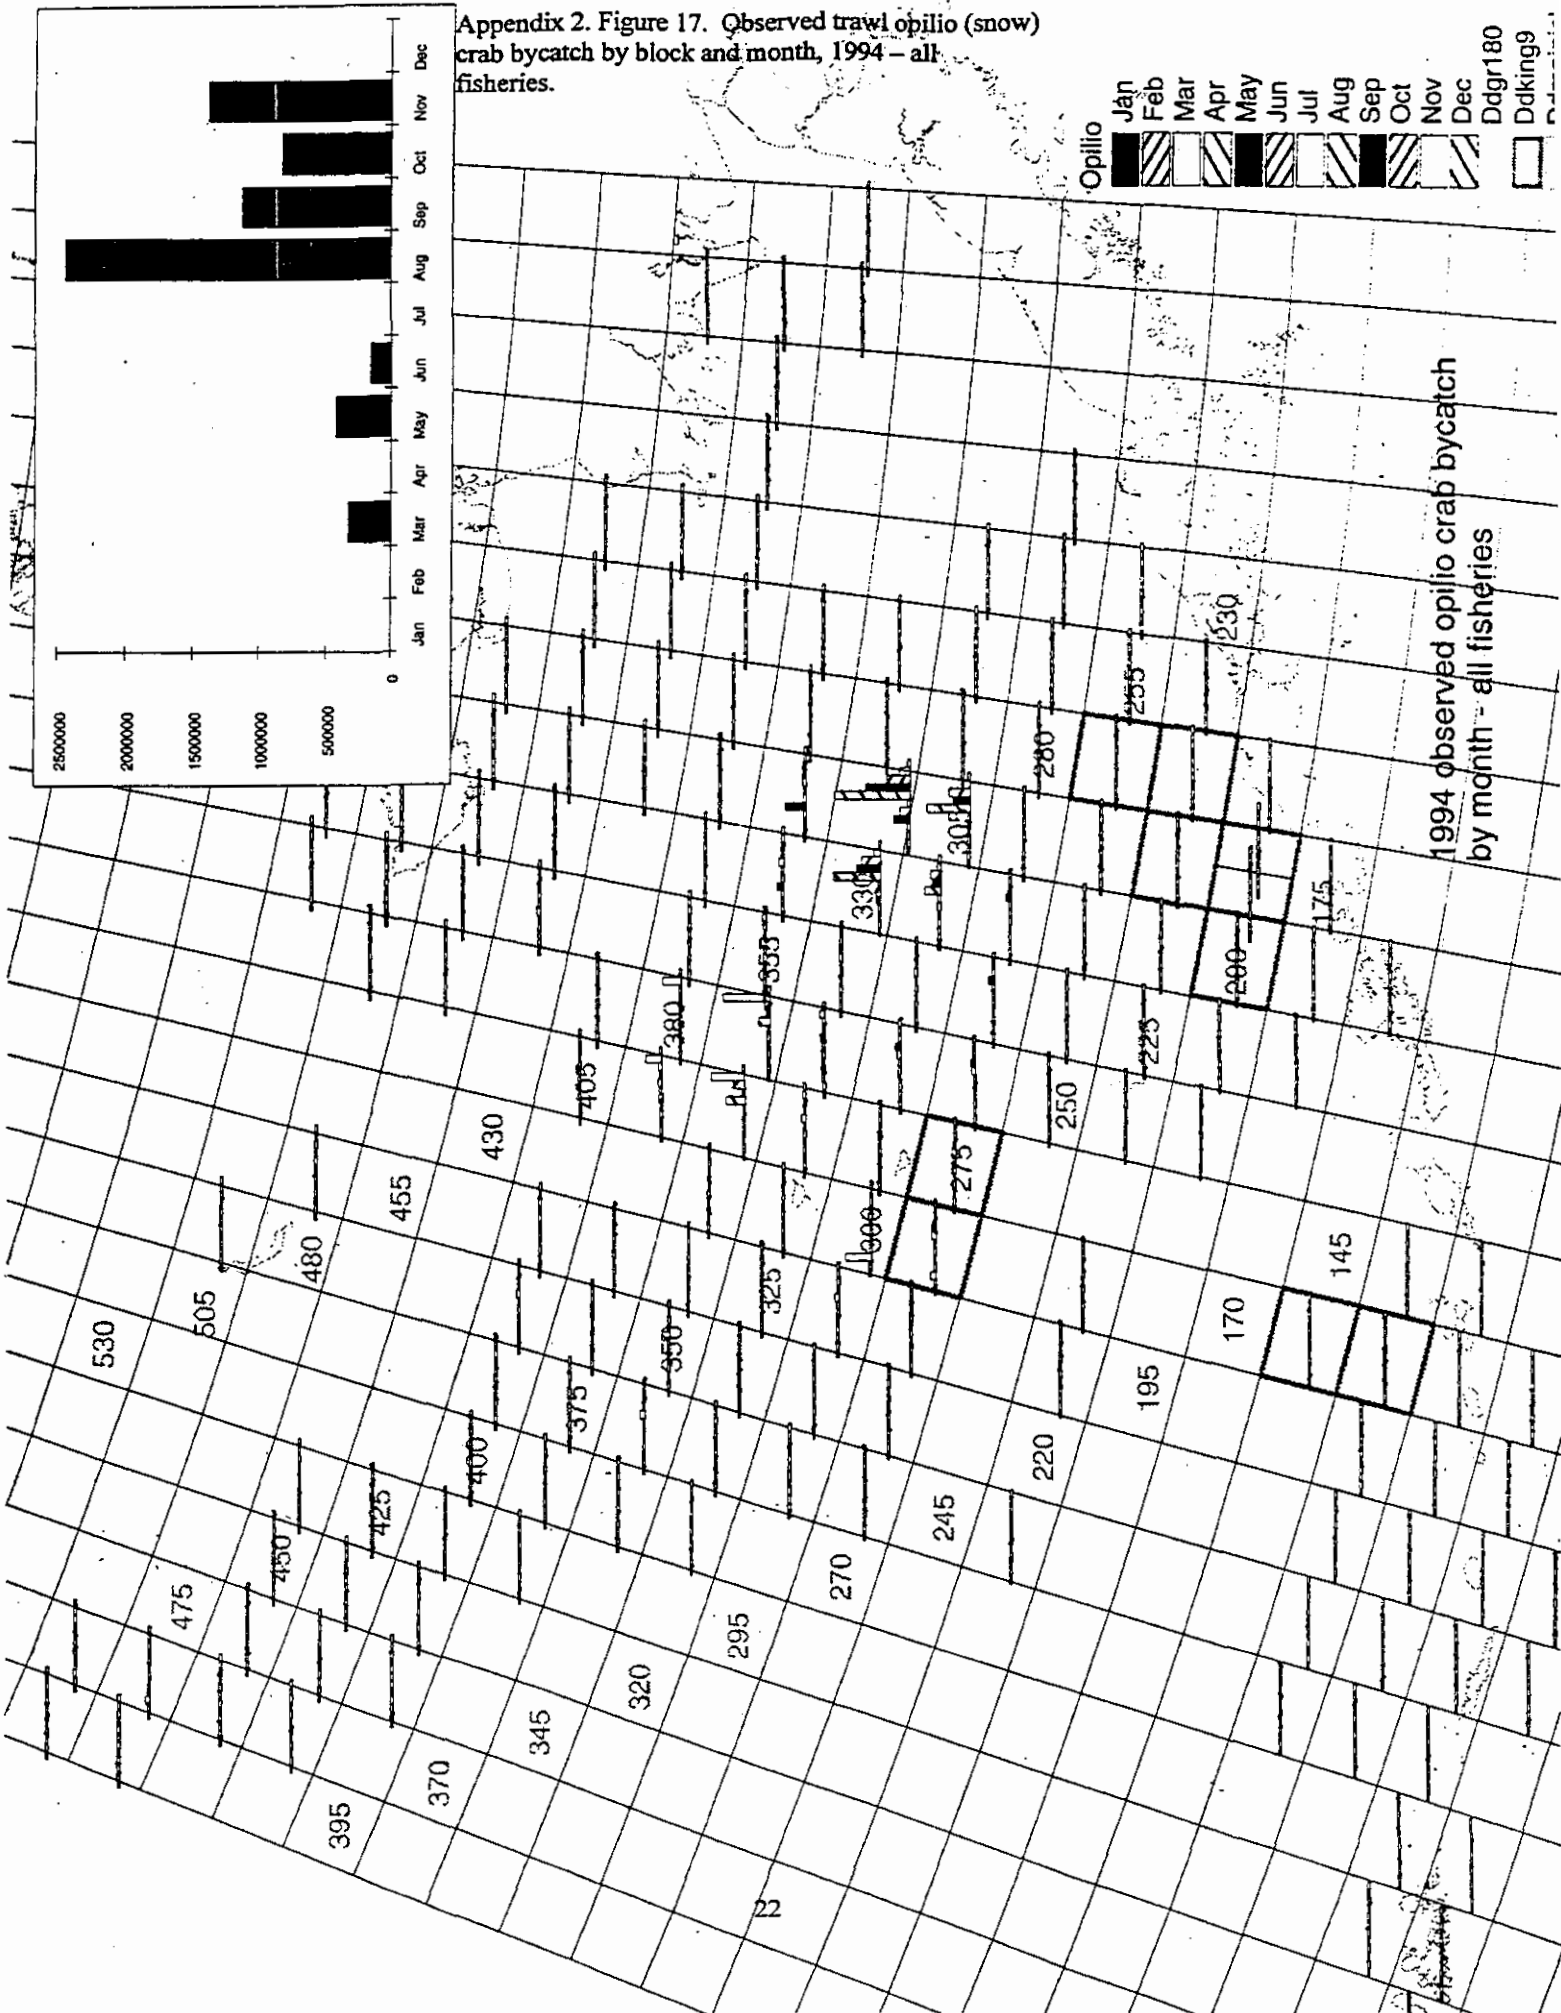 Appendix 2. Figure 17. Observed trawl opilio (snow)
crab bycatch by block and month, 1994 – all
fisheries.
2500000
2000000
1500000
1000000
500000
0
Jan
Feb
Mar
Apr
May
Jun
Jul
Aug
Sep
Oct
Nov
Dec
Opilio
Jan
Feb
Mar
Apr
May
Jun
Jul
Aug
Sep
Oct
Nov
Dec
Ddgr180
Ddking9
1994 observed opilio crab bycatch
by month - all fisheries
530
505
480
455
430
405
380
355
330
305
280
255
230
475
450
425
400
375
350
325
300
275
250
225
200
175
395
370
345
320
295
270
245
220
195
170
145
22